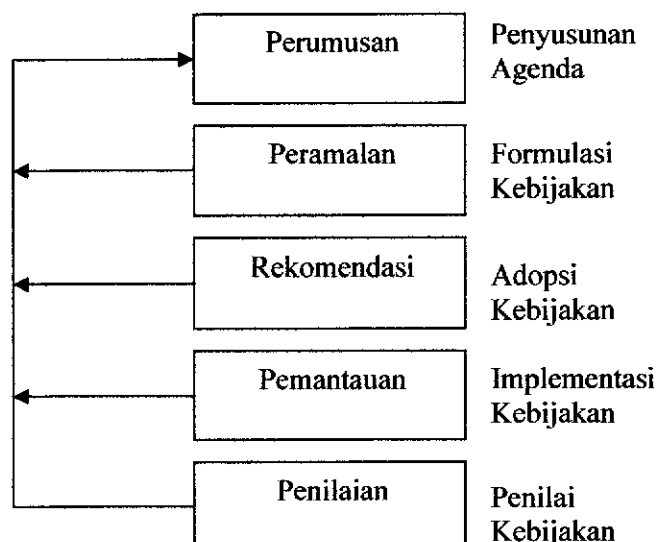 Perumusan
Penyusunan
Agenda
Peramalan
Formulasi
Kebijakan
Rekomendasi
Adopsi
Kebijakan
Pemantauan
Implementasi
Kebijakan
Penilaian
Penilai
Kebijakan